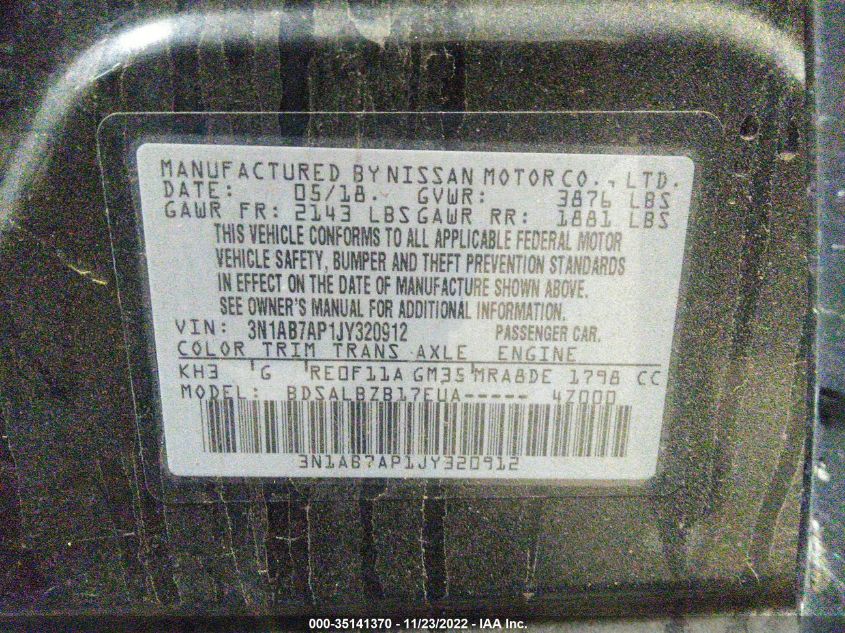 MANUFACTURED BY NISSAN MOTOR CO., LTD.
DATE: 05/18. GVWR: 3876 LBS
GAWR FR: 2143 LBS GAWR RR: 1881 LBS
THIS VEHICLE CONFORMS TO ALL APPLICABLE FEDERAL MOTOR
VEHICLE SAFETY, BUMPER AND THEFT PREVENTION STANDARDS
IN EFFECT ON THE DATE OF MANUFACTURE SHOWN ABOVE.
SEE OWNER'S MANUAL FOR ADDITIONAL INFORMATION.
VIN: 3N1AB7AP1JY320912 PASSENGER CAR.
COLOR TRIM TRANS AXLE ENGINE
KH3 G RE0F11A GM35 MRA8DE 1798 CC
MODEL: BDSALBZB17EUA----- 4Z000
3N1AB7AP1JY320912
000-35141370 - 11/23/2022 - IAA Inc.